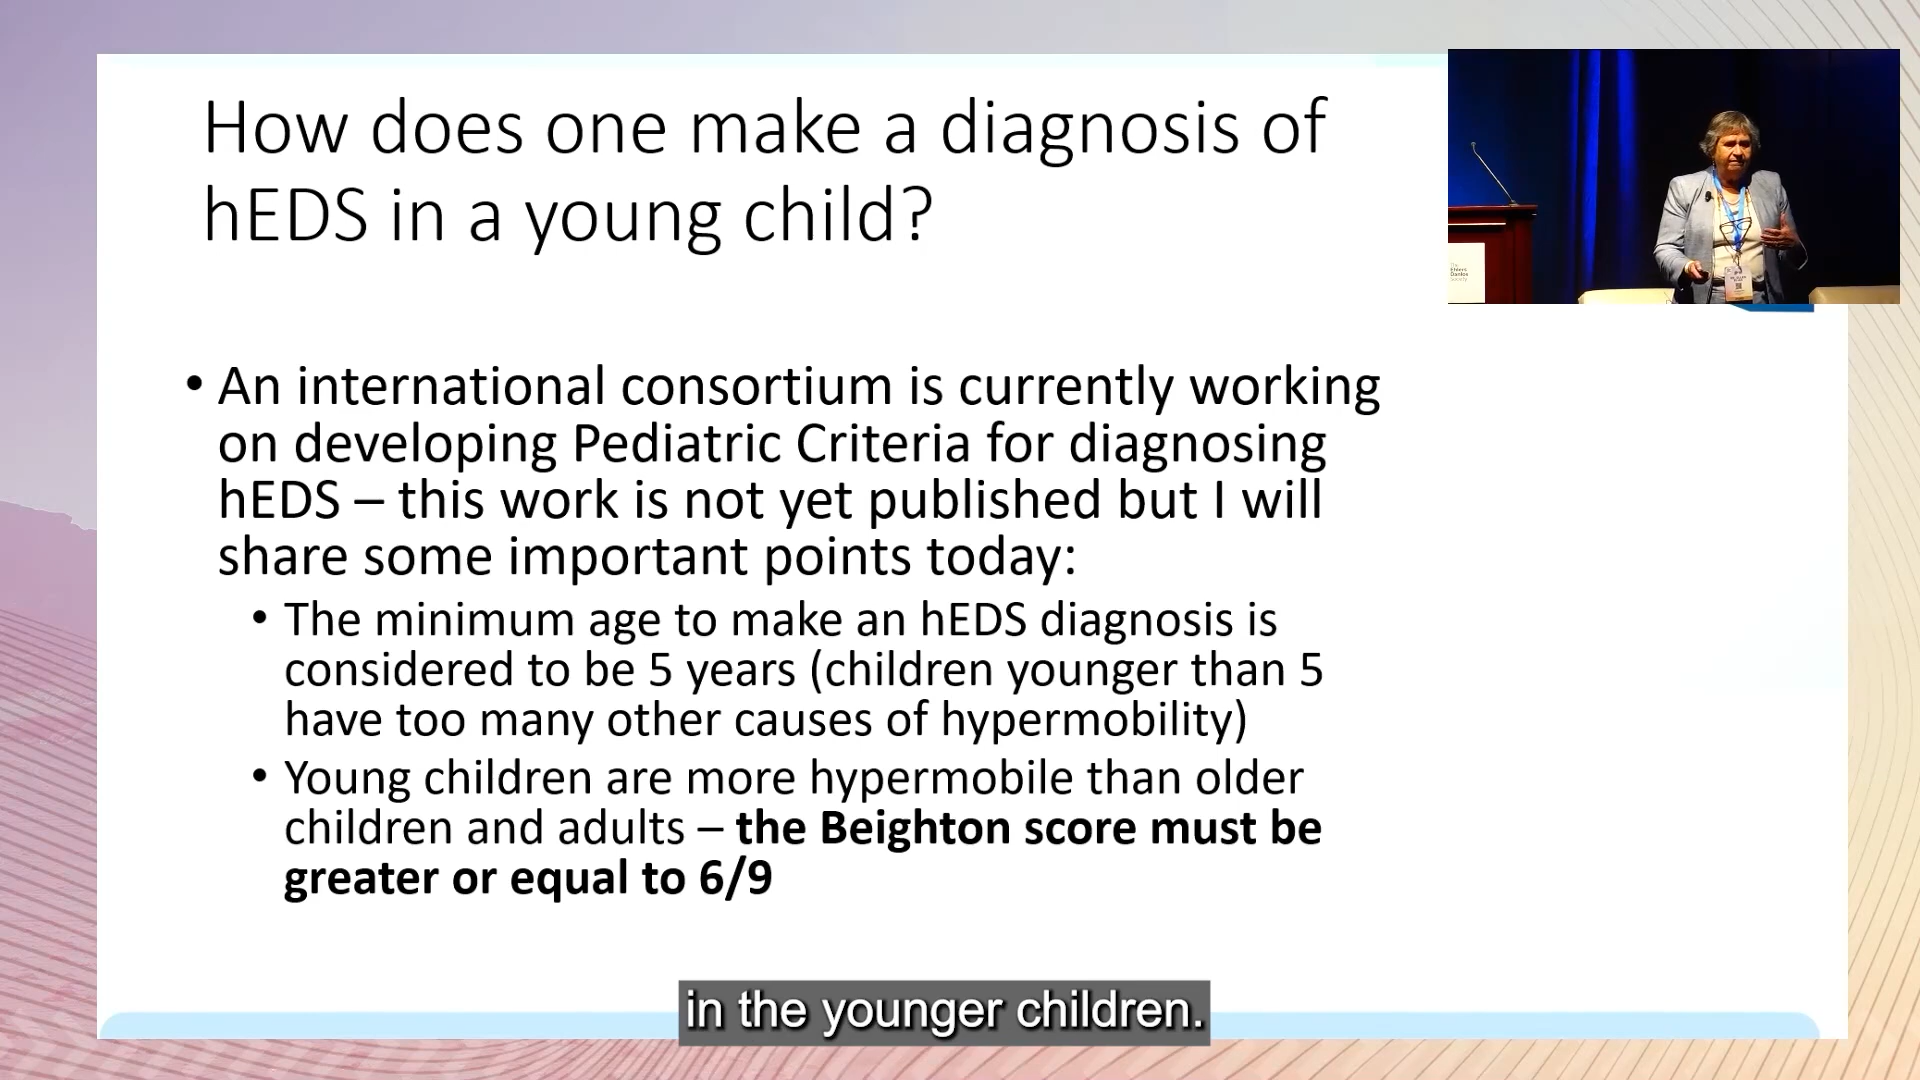 How does one make a diagnosis of
hEDS in a young child?
• An international consortium is currently working
on developing Pediatric Criteria for diagnosing
hEDS – this work is not yet published but I will
share some important points today:
• The minimum age to make an hEDS diagnosis is
considered to be 5 years (children younger than 5
have too many other causes of hypermobility)
• Young children are more hypermobile than older
children and adults – the Beighton score must be
greater or equal to 6/9
The
Ehlers
Danlos
Society
in the younger children.